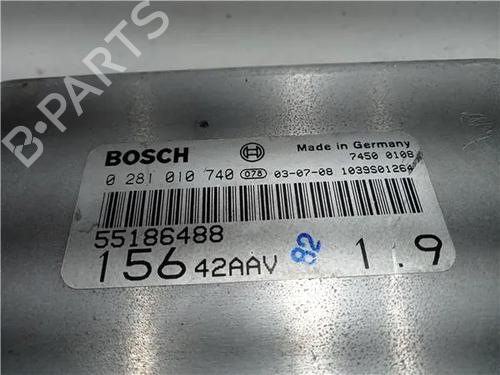 BOSCH
Made in Germany
7450 0108
0 281 010 740 078 03-07-08 1039S01264
55186488
156 42AAV 82 1.9
B-Parts